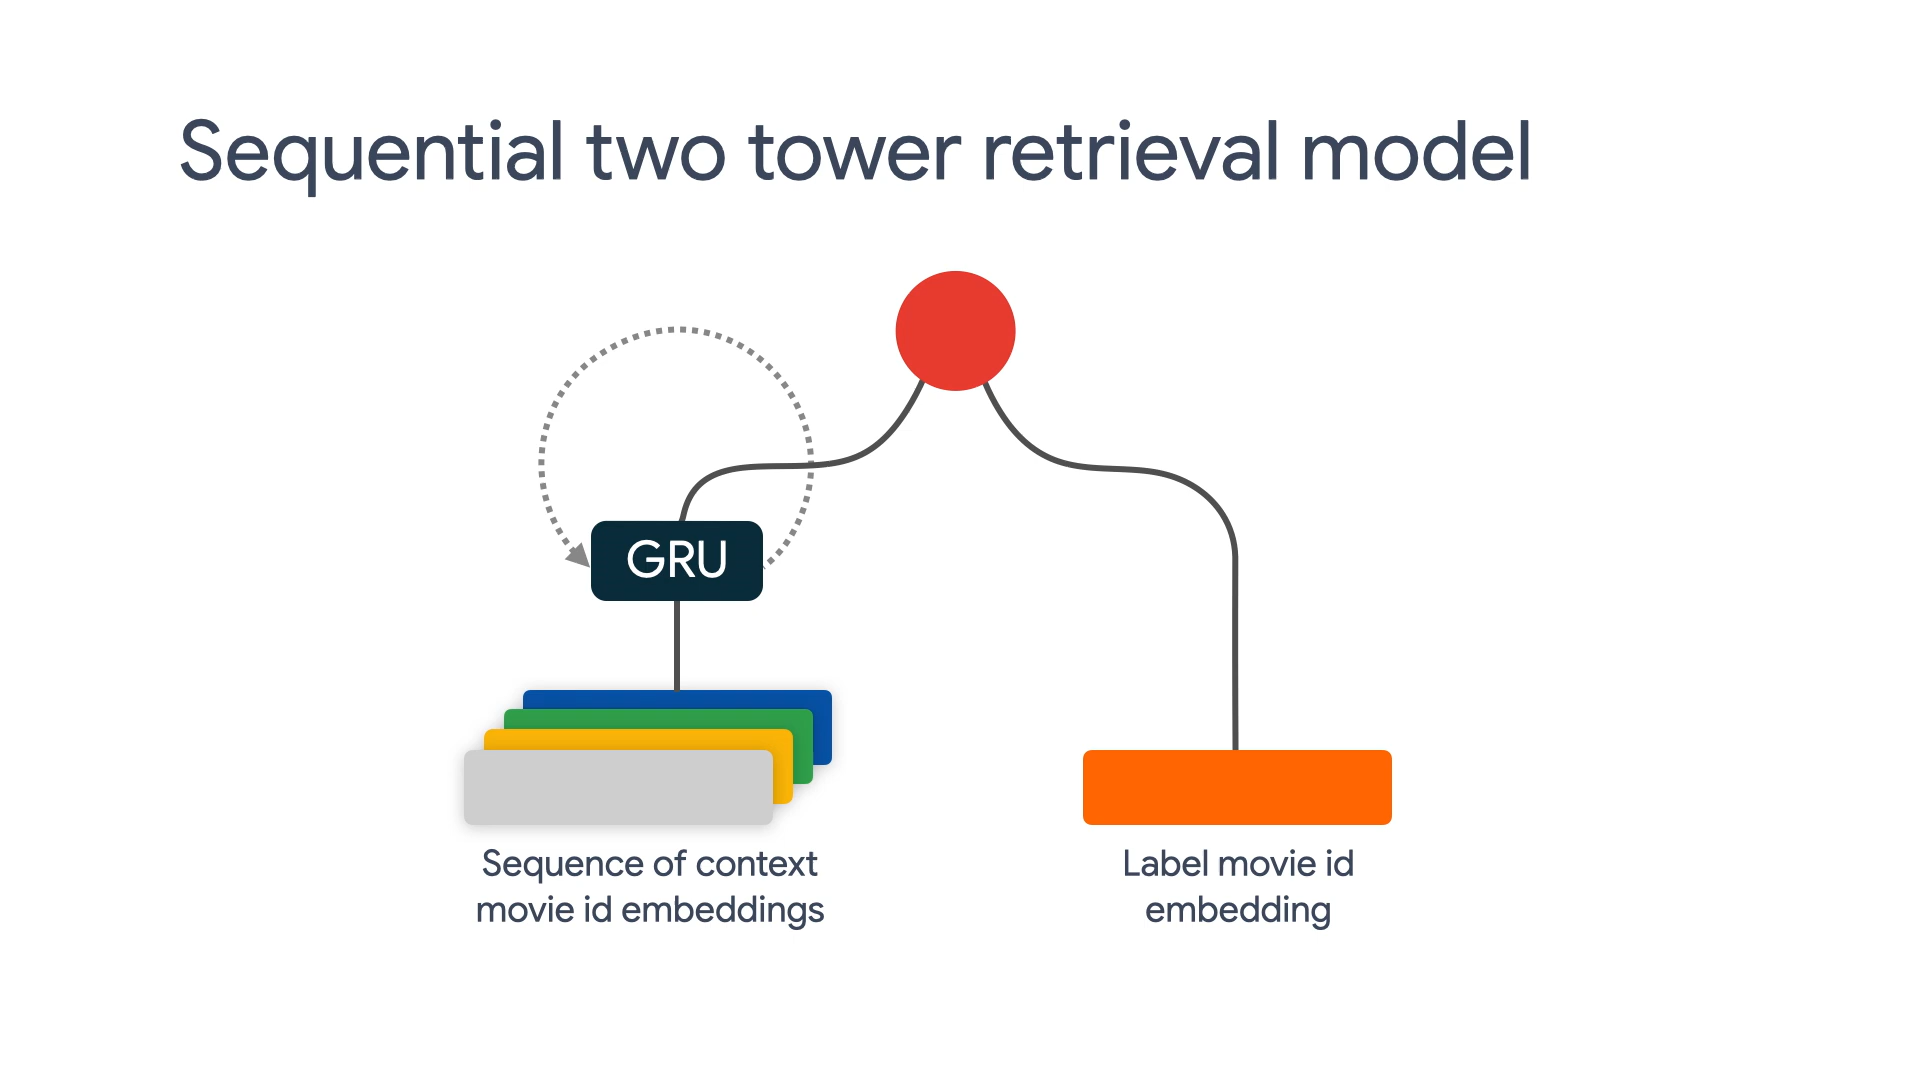 Sequential two tower retrieval model
GRU
Sequence of context
movie id embeddings
Label movie id
embedding